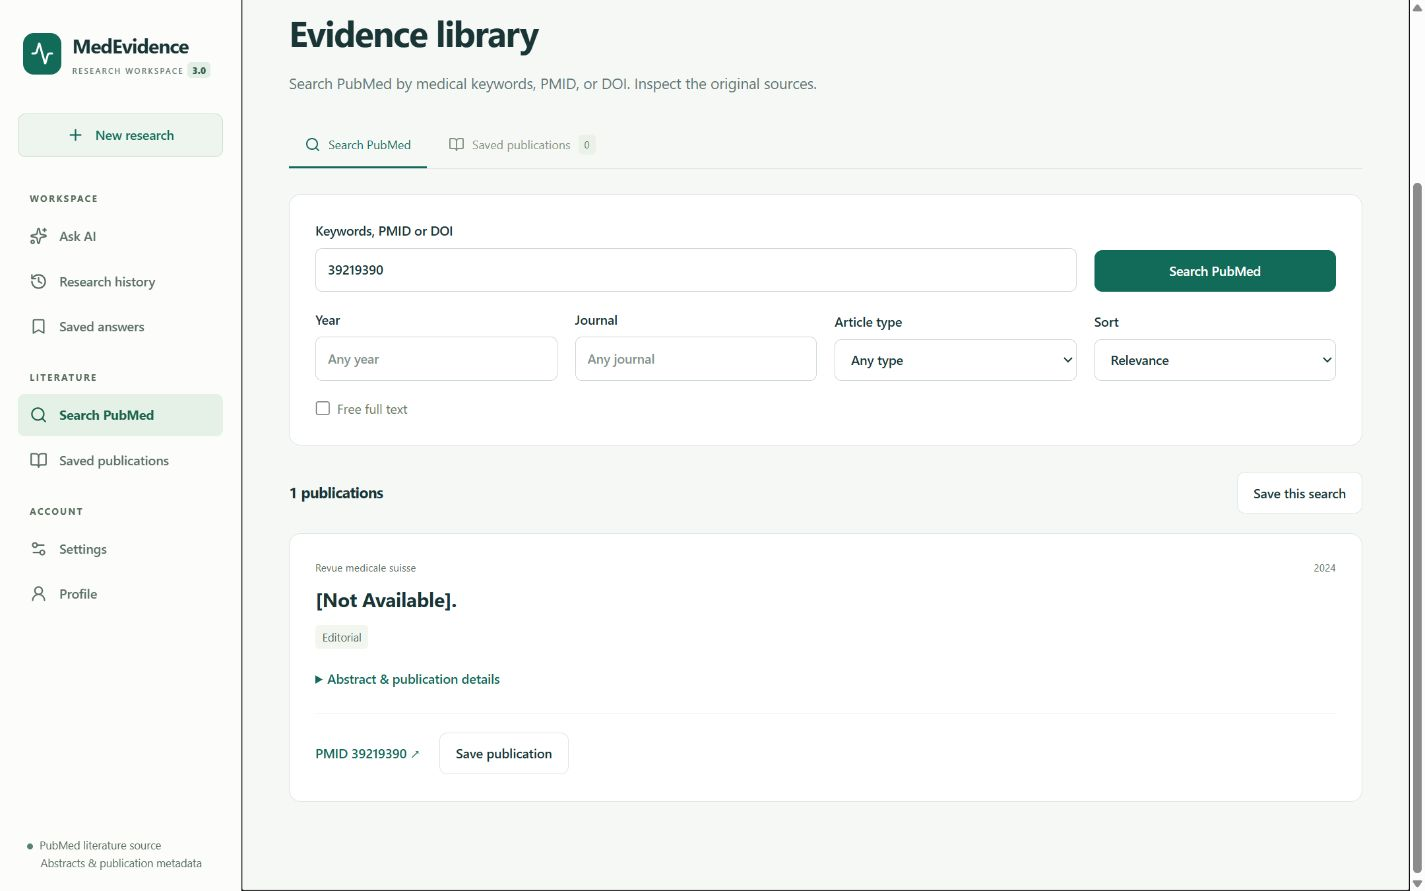 MedEvidence
RESEARCH WORKSPACE 3.0
New research
WORKSPACE
Ask AI
Research history
Saved answers
LITERATURE
Search PubMed
Saved publications
ACCOUNT
Settings
Profile
PubMed literature source
Abstracts & publication metadata
Evidence library
Search PubMed by medical keywords, PMID, or DOI. Inspect the original sources.
Search PubMed Saved publications 0
Keywords, PMID or DOI
39219390 Search PubMed
Year Journal Article type Sort
Any year Any journal Any type Relevance
Free full text
1 publications Save this search
Revue medicale suisse 2024
[Not Available].
Editorial
Abstract & publication details
PMID 39219390 ↗ Save publication